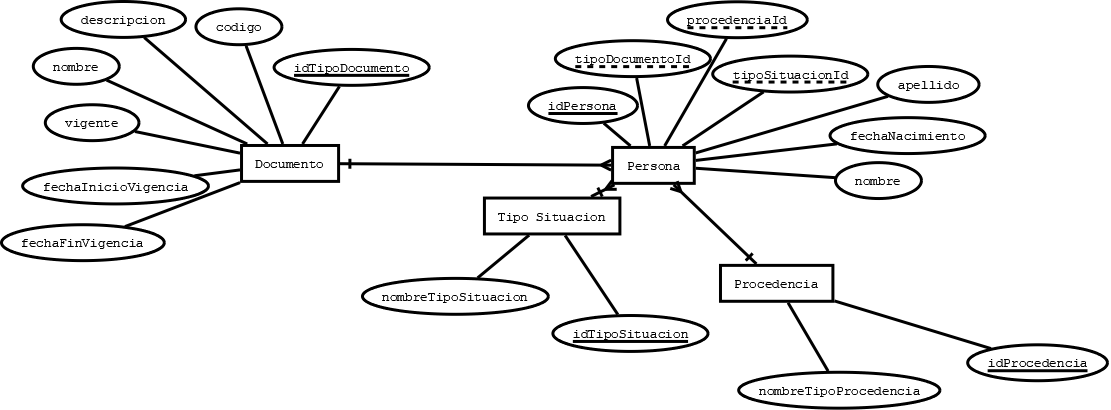 descripcion
codigo
procedenciaId
nombre
idTipoDocumento
tipoDocumentoId
tipoSituacionId
apellido
idPersona
vigente
fechaNacimiento
Documento
Persona
fechaInicioVigencia
nombre
Tipo Situacion
fechaFinVigencia
Procedencia
nombreTipoSituacion
idTipoSituacion
idProcedencia
nombreTipoProcedencia